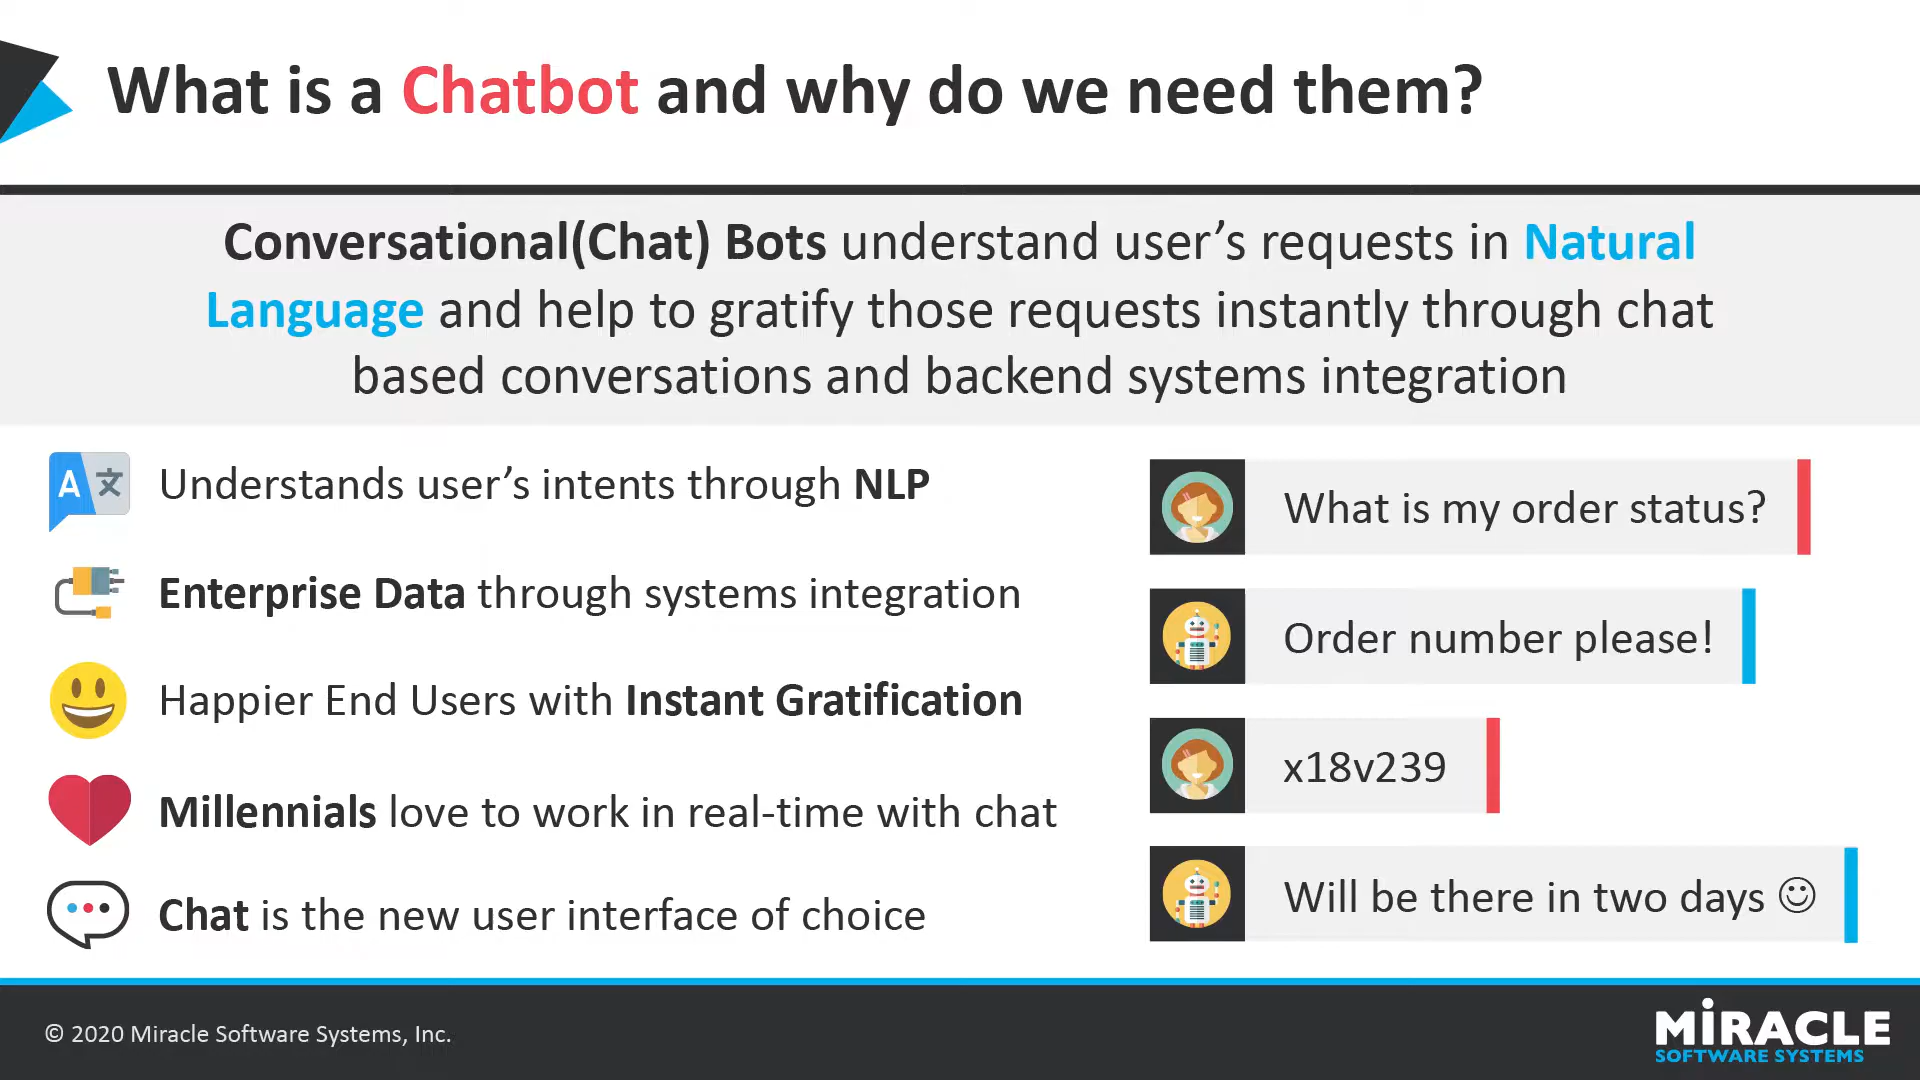 What is a Chatbot and why do we need them?
Conversational(Chat) Bots understand user’s requests in Natural
Language and help to gratify those requests instantly through chat
based conversations and backend systems integration
A 文
Understands user’s intents through NLP
Enterprise Data through systems integration
Happier End Users with Instant Gratification
Millennials love to work in real-time with chat
Chat is the new user interface of choice
What is my order status?
Order number please!
x18v239
Will be there in two days ☺
© 2020 Miracle Software Systems, Inc.
MiRACLE
SOFTWARE SYSTEMS